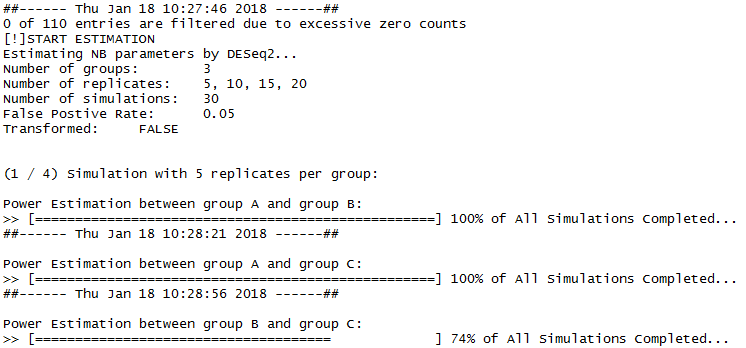 ##------ Thu Jan 18 10:27:46 2018 ------##
0 of 110 entries are filtered due to excessive zero counts
[!]START ESTIMATION
Estimating NB parameters by DESeq2...
Number of groups:        3
Number of replicates:    5, 10, 15, 20
Number of simulations:   30
False Postive Rate:      0.05
Transformed:     FALSE
(1 / 4) Simulation with 5 replicates per group:
Power Estimation between group A and group B:
>> [==================================================] 100% of All Simulations Completed...
##------ Thu Jan 18 10:28:21 2018 ------##
Power Estimation between group A and group C:
>> [==================================================] 100% of All Simulations Completed...
##------ Thu Jan 18 10:28:56 2018 ------##
Power Estimation between group B and group C:
>> [=====================================             ] 74% of All Simulations Completed...